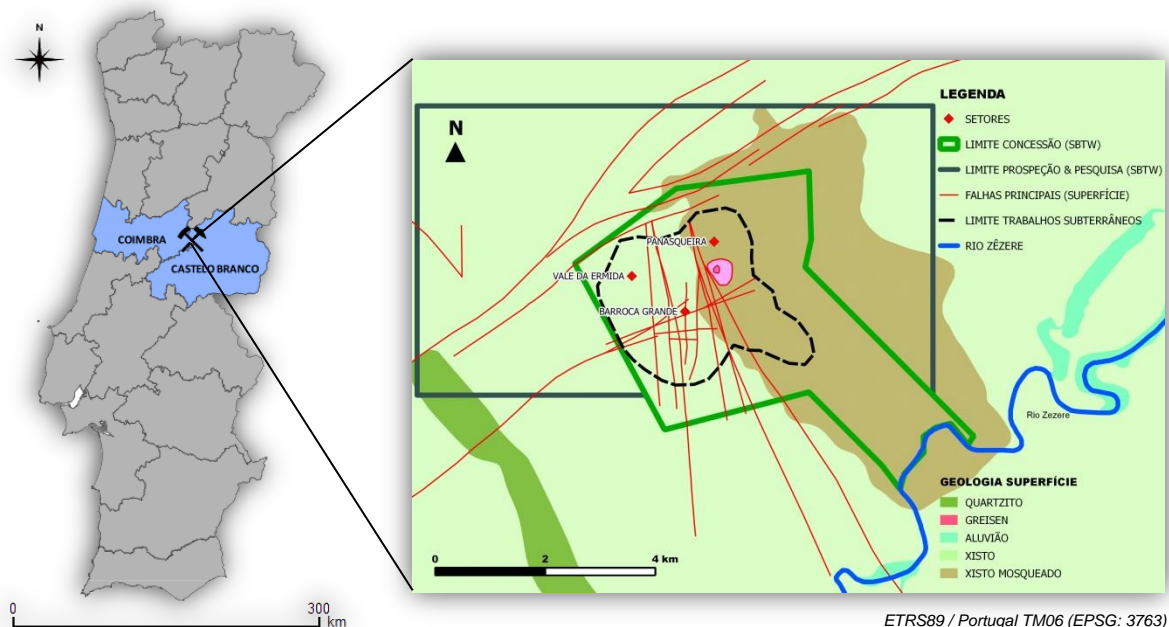 N
COIMBRA
CASTELO BRANCO
0
300
km
N
PANASQUEIRA
VALE DA ERMIDA
BARROCA GRANDE
Rio Zezere
0
2
4 km
LEGENDA
SETORES
LIMITE CONCESSÃO (SBTW)
LIMITE PROSPEÇÃO & PESQUISA (SBTW)
FALHAS PRINCIPAIS (SUPERFÍCIE)
LIMITE TRABALHOS SUBTERRÂNEOS
RIO ZÊZERE
GEOLOGIA SUPERFÍCIE
QUARTZITO
GREISEN
ALUVIÃO
XISTO
XISTO MOSQUEADO
ETRS89 / Portugal TM06 (EPSG: 3763)